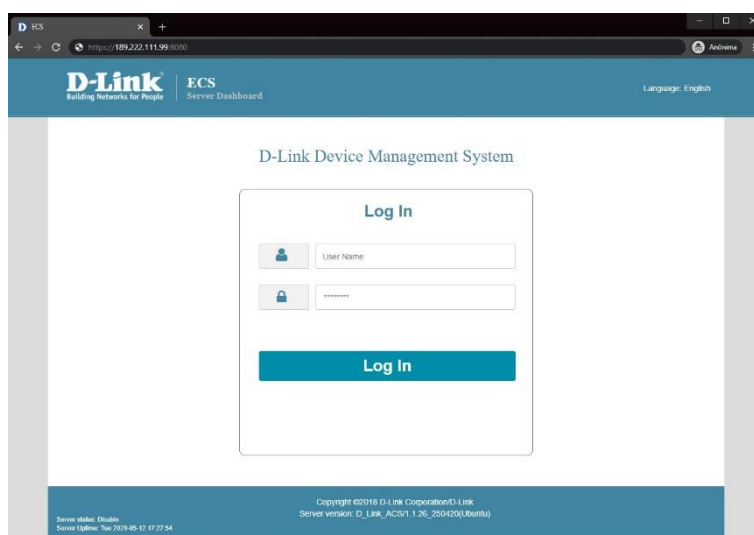 ECS
https://189.222.111.99:8080
Anónima
D-Link
Building Networks for People
ECS
Server Dashboard
Language: English
D-Link Device Management System
Log In
User Name
********
Log In
Copyright ©2018 D-Link Corporation/D-Link
Server version: D_Link_ACS/1.1.26_250420(Ubuntu)
Server status: Disable
Server Uptime: Tue 2020-05-12 17:27:54